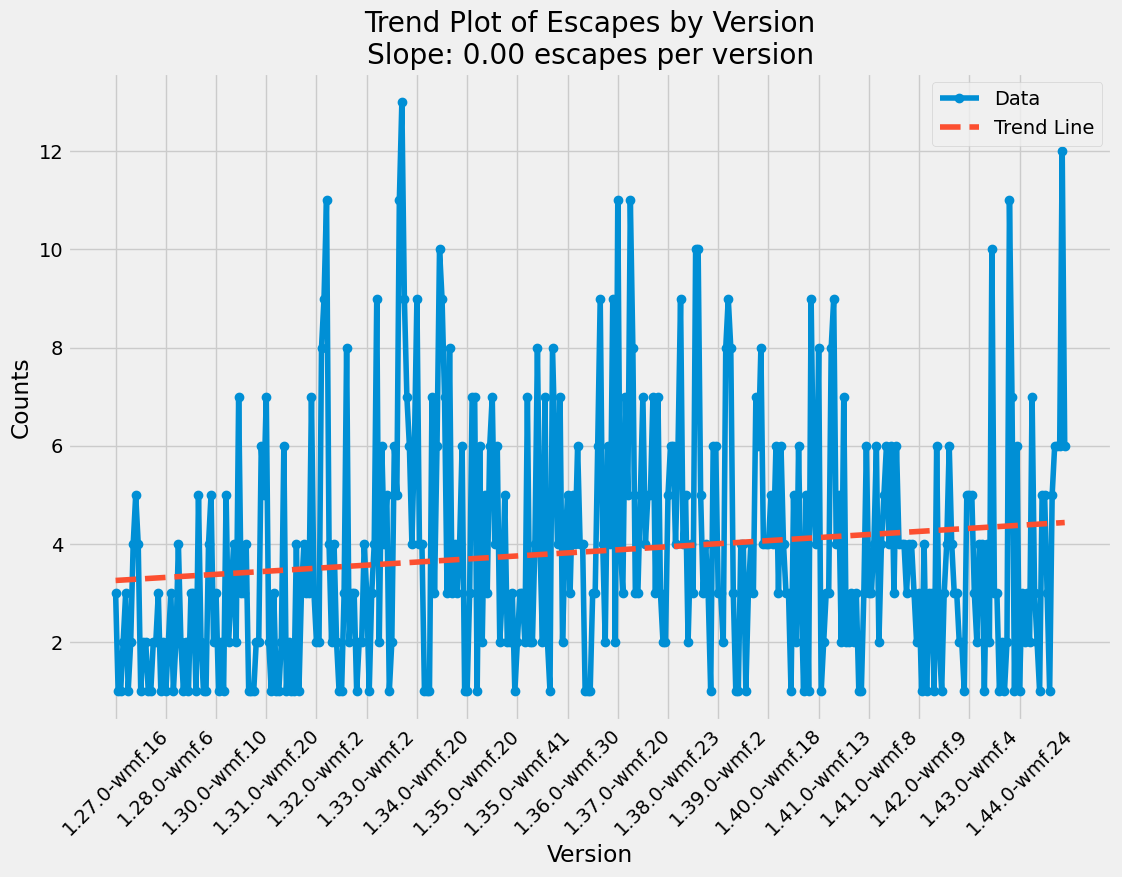 Trend Plot of Escapes by Version
Slope: 0.00 escapes per version
Data
Trend Line
12
10
8
6
4
2
Counts
1.27.0-wmf.16
1.28.0-wmf.6
1.30.0-wmf.10
1.31.0-wmf.20
1.32.0-wmf.2
1.33.0-wmf.2
1.34.0-wmf.20
1.35.0-wmf.20
1.35.0-wmf.41
1.36.0-wmf.30
1.37.0-wmf.20
1.38.0-wmf.23
1.39.0-wmf.2
1.40.0-wmf.18
1.41.0-wmf.13
1.41.0-wmf.8
1.42.0-wmf.9
1.43.0-wmf.4
1.44.0-wmf.24
Version